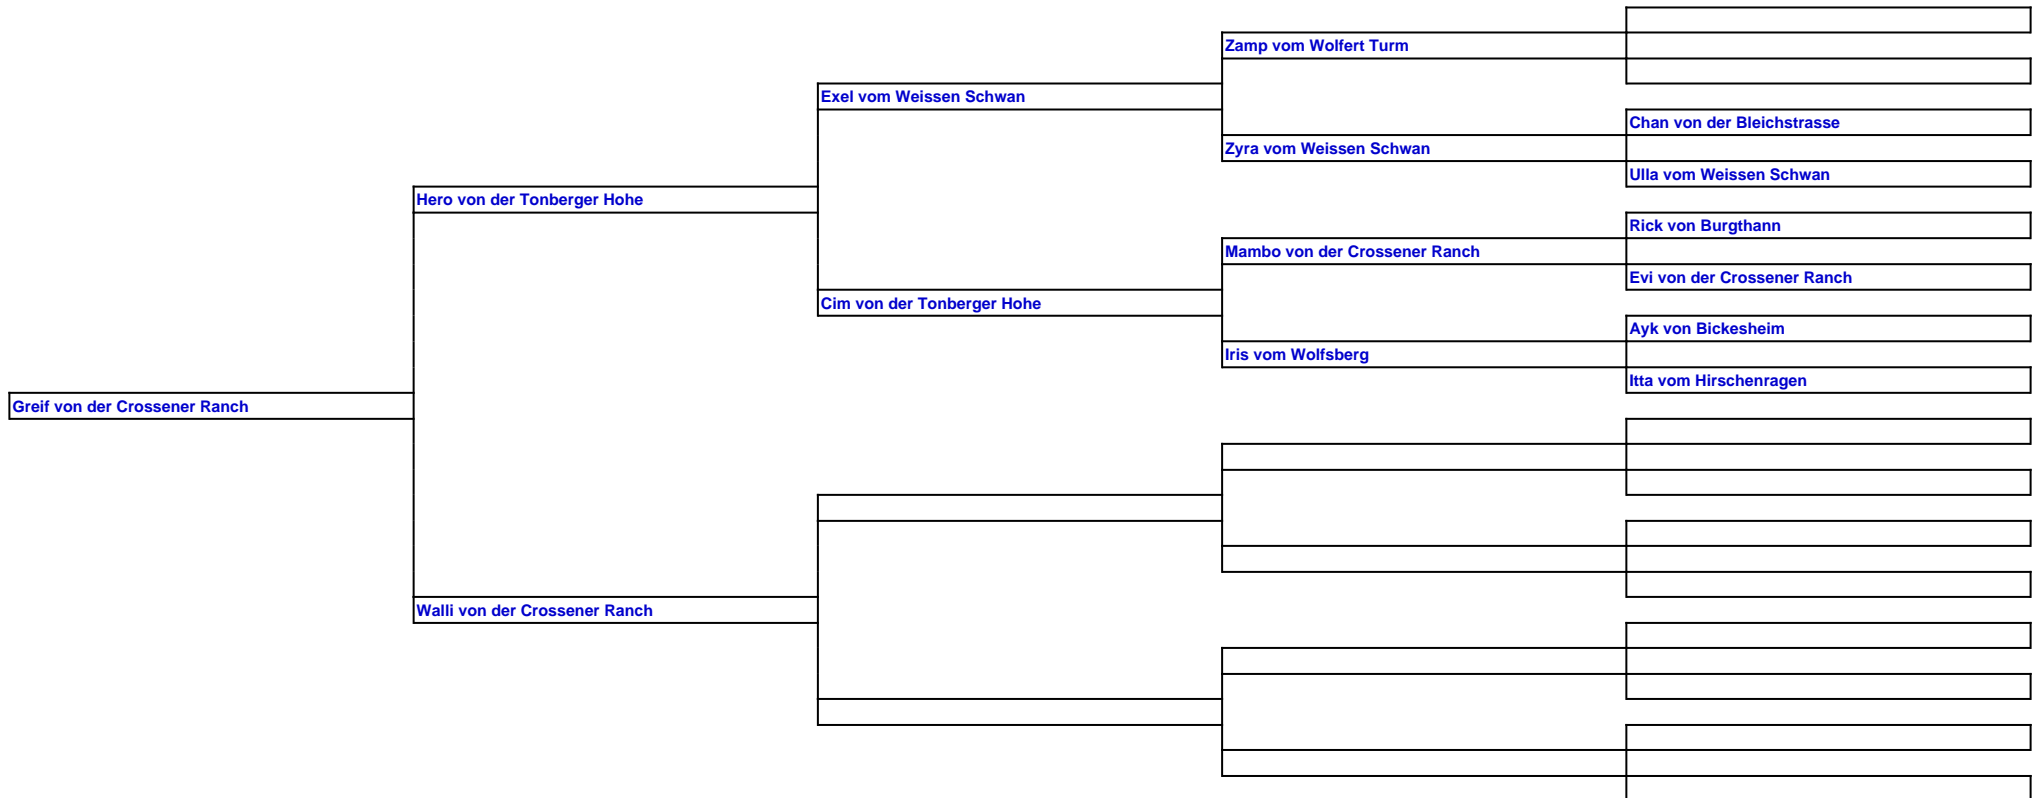 Zamp vom Wolfert Turm
Exel vom Weissen Schwan
Chan von der Bleichstrasse
Zyra vom Weissen Schwan
Ulla vom Weissen Schwan
Hero von der Tonberger Hohe
Rick von Burgthann
Mambo von der Crossener Ranch
Evi von der Crossener Ranch
Cim von der Tonberger Hohe
Ayk von Bickesheim
Iris vom Wolfsberg
Itta vom Hirschenragen
Greif von der Crossener Ranch
Walli von der Crossener Ranch